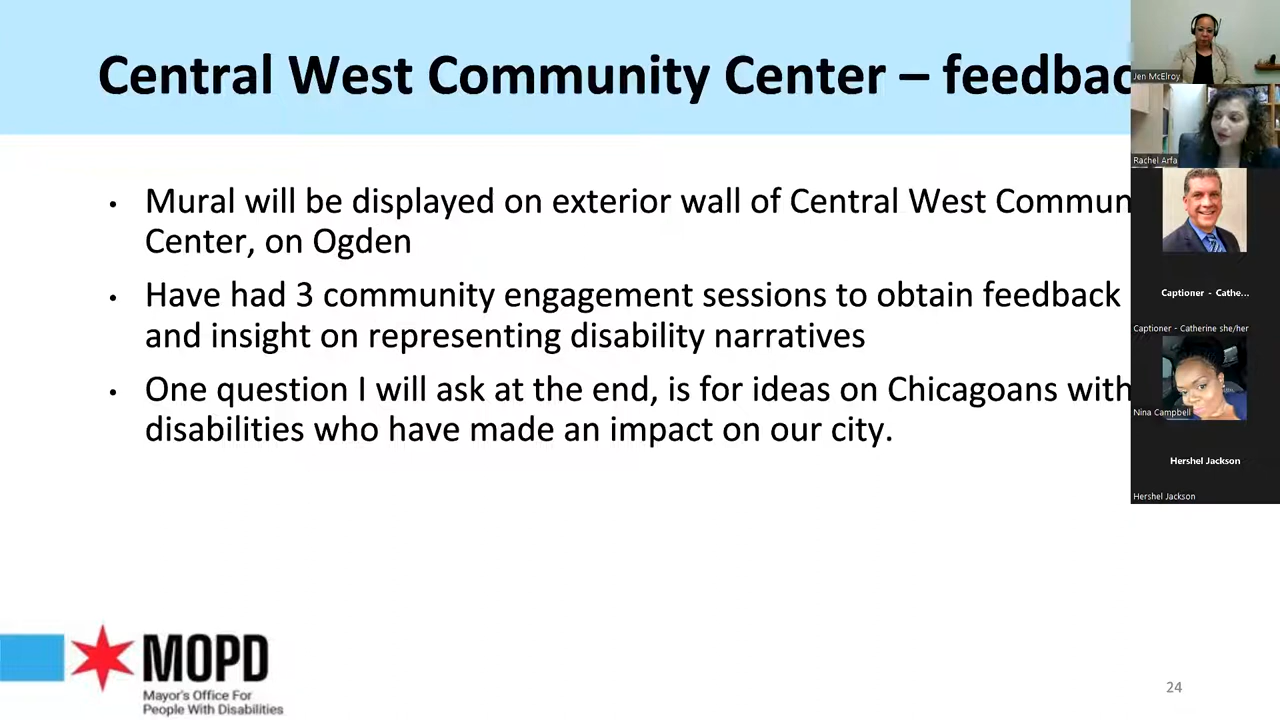 Central West Community Center – feedbac
• Mural will be displayed on exterior wall of Central West Commun
Center, on Ogden
• Have had 3 community engagement sessions to obtain feedback
and insight on representing disability narratives
• One question I will ask at the end, is for ideas on Chicagoans with
disabilities who have made an impact on our city.
MOPD
Mayor's Office For
People With Disabilities
24
Jen McElroy
Rachel Arfa
Captioner - Cathe...
Captioner - Catherine she/her
Nina Campbell
Hershel Jackson
Hershel Jackson